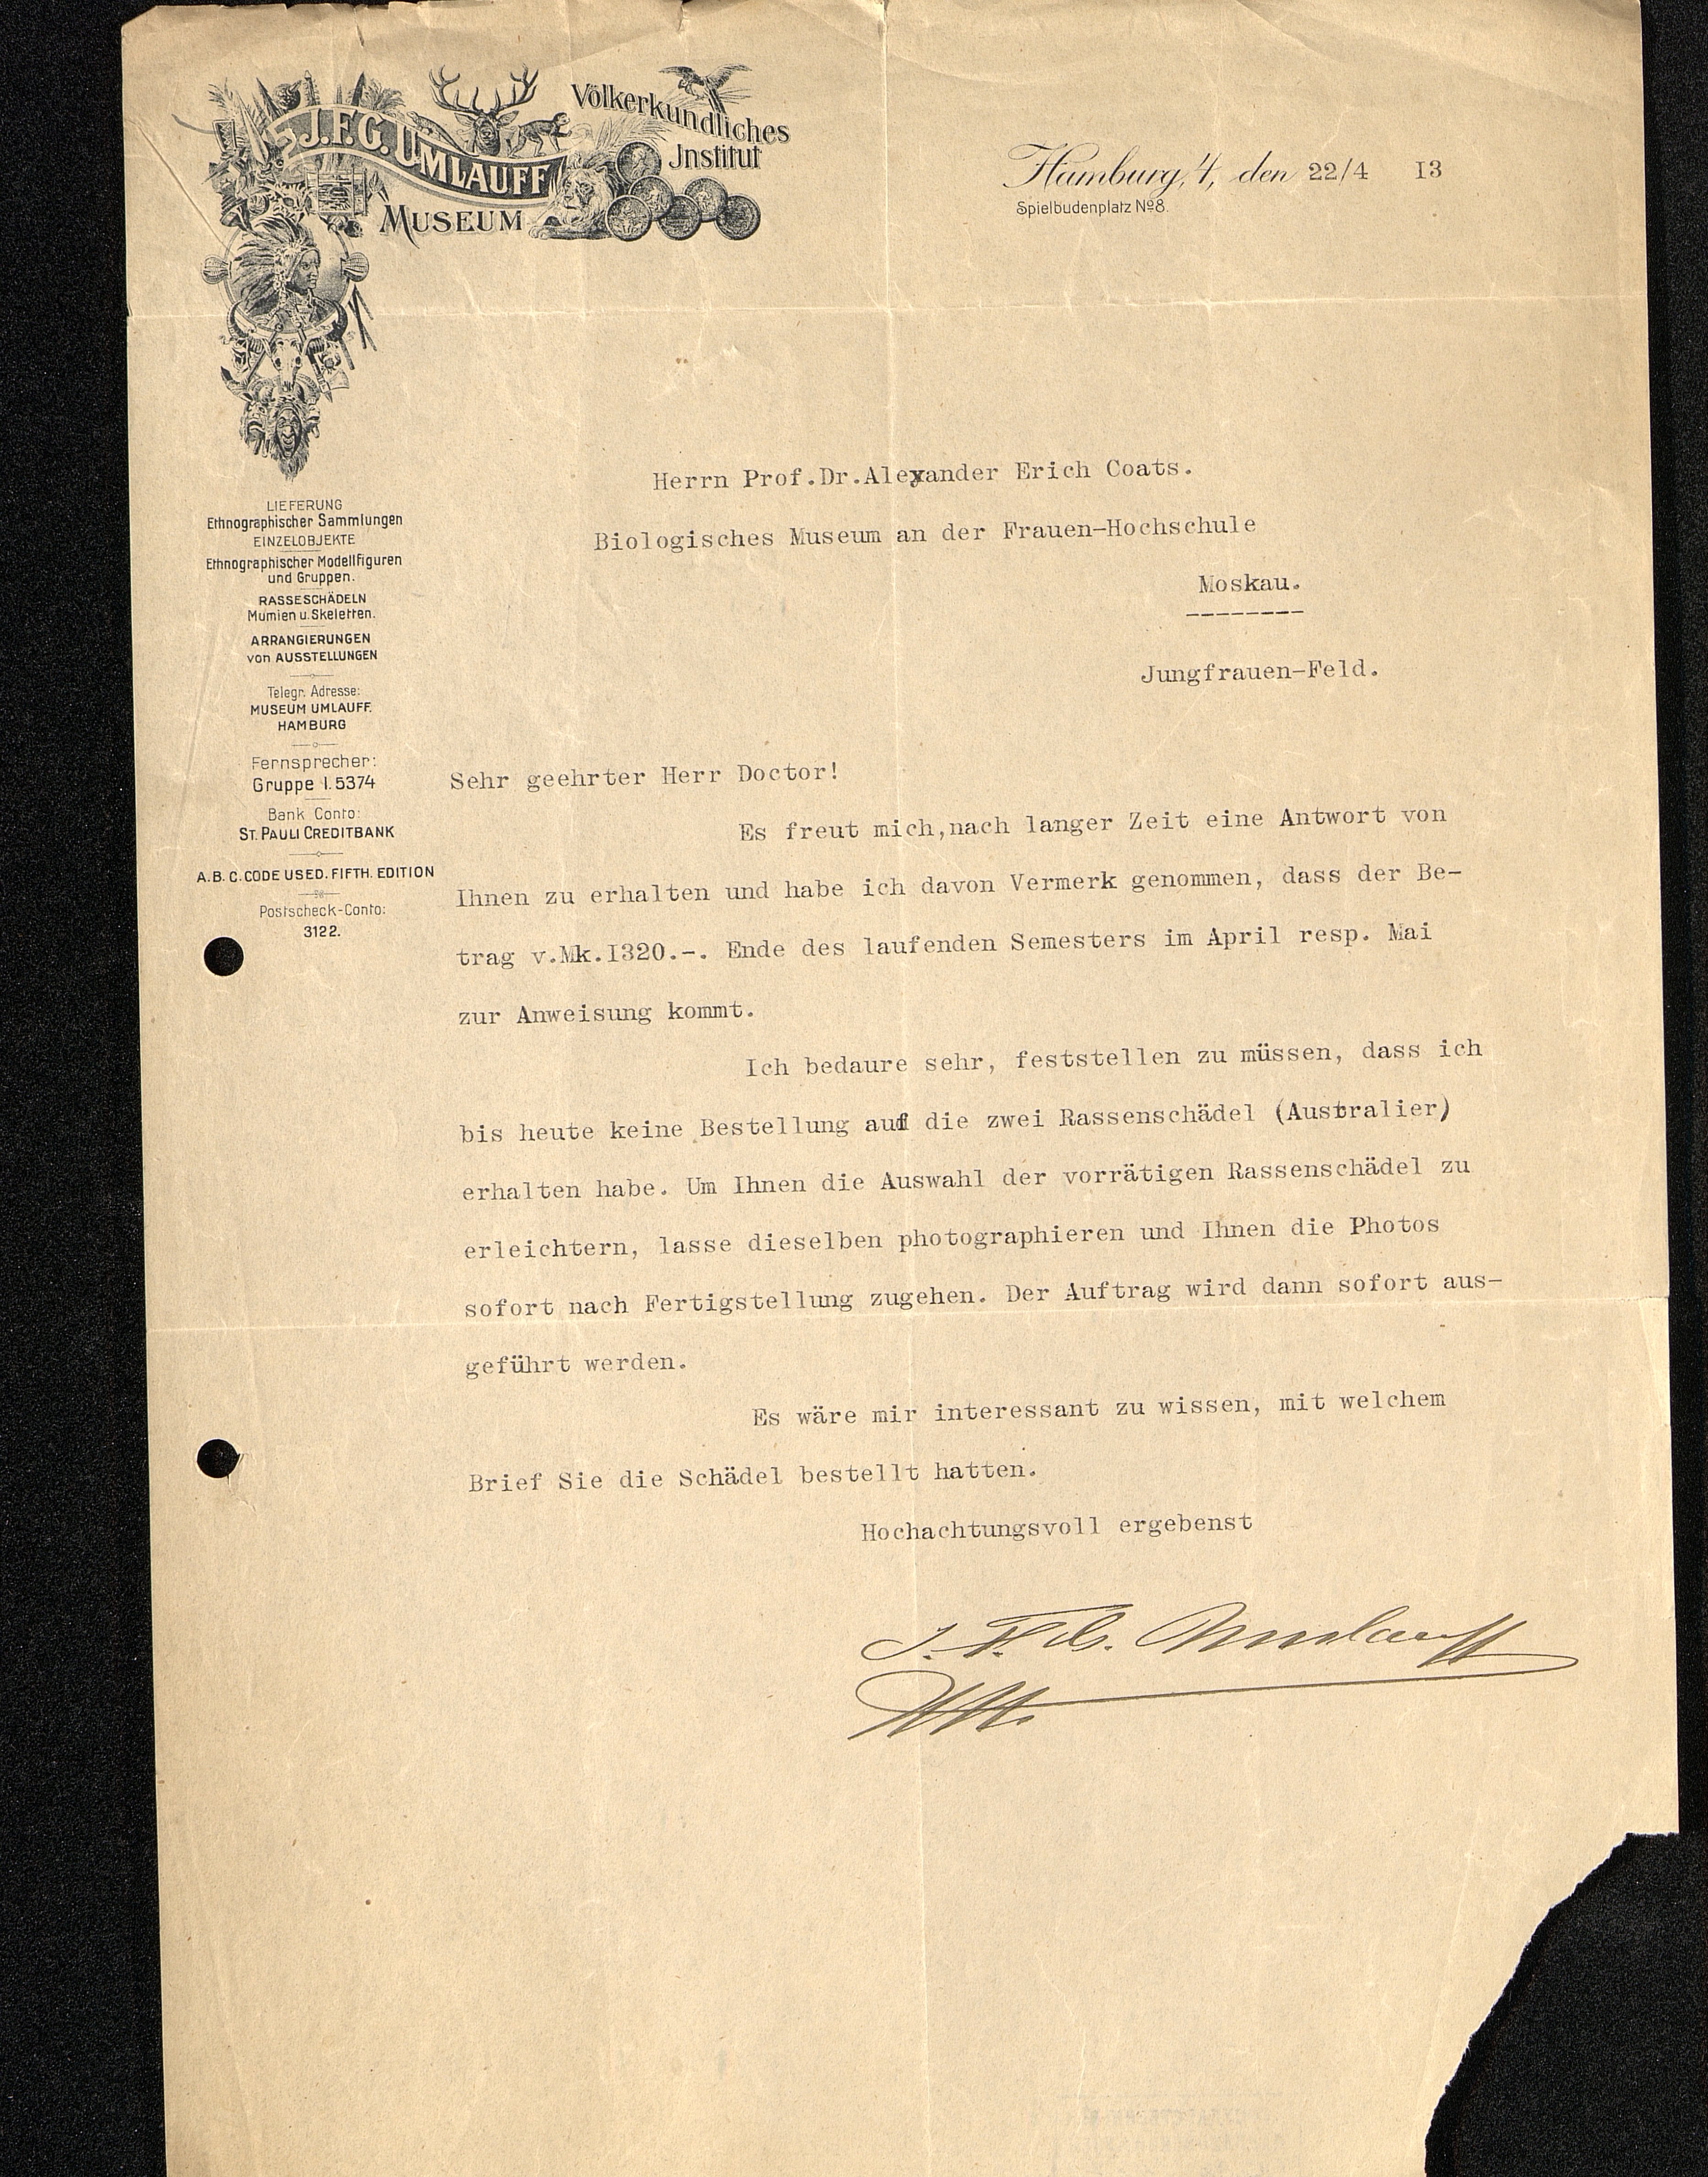 J.F.G. UMLAUFF
MUSEUM
Völkerkundliches
Jnstitut
Hamburg, 4, den 22/4 I3
Spielbudenplatz No 8.
LIEFERUNG
Ethnographischer Sammlungen
EINZELOBJEKTE
Ethnographischer Modellfiguren
und Gruppen.
RASSESCHÄDELN
Mumien u. Skeletten.
ARRANGIERUNGEN
von AUSSTELLUNGEN
Telegr. Adresse:
MUSEUM UMLAUFF.
HAMBURG
Fernsprecher:
Gruppe I. 5374
Bank Conto:
ST. PAULI CREDITBANK
A.B.C. CODE USED. FIFTH. EDITION
Postscheck-Conto:
3122.
Herrn Prof.Dr.Alexander Erich Coats.
Biologisches Museum an der Frauen-Hochschule
Moskau.
--------
Jungfrauen-Feld.
Sehr geehrter Herr Doctor!
Es freut mich,nach langer Zeit eine Antwort von
Ihnen zu erhalten und habe ich davon Vermerk genommen, dass der Be-
trag v.Mk.I320.-. Ende des laufenden Semesters im April resp. Mai
zur Anweisung kommt.
Ich bedaure sehr, feststellen zu müssen, dass ich
bis heute keine Bestellung auf die zwei Rassenschädel (Australier)
erhalten habe. Um Ihnen die Auswahl der vorrätigen Rassenschädel zu
erleichtern, lasse dieselben photographieren und Ihnen die Photos
sofort nach Fertigstellung zugehen. Der Auftrag wird dann sofort aus-
geführt werden.
Es wäre mir interessant zu wissen, mit welchem
Brief Sie die Schädel bestellt hatten.
Hochachtungsvoll ergebenst
J. F. G. Umlauff